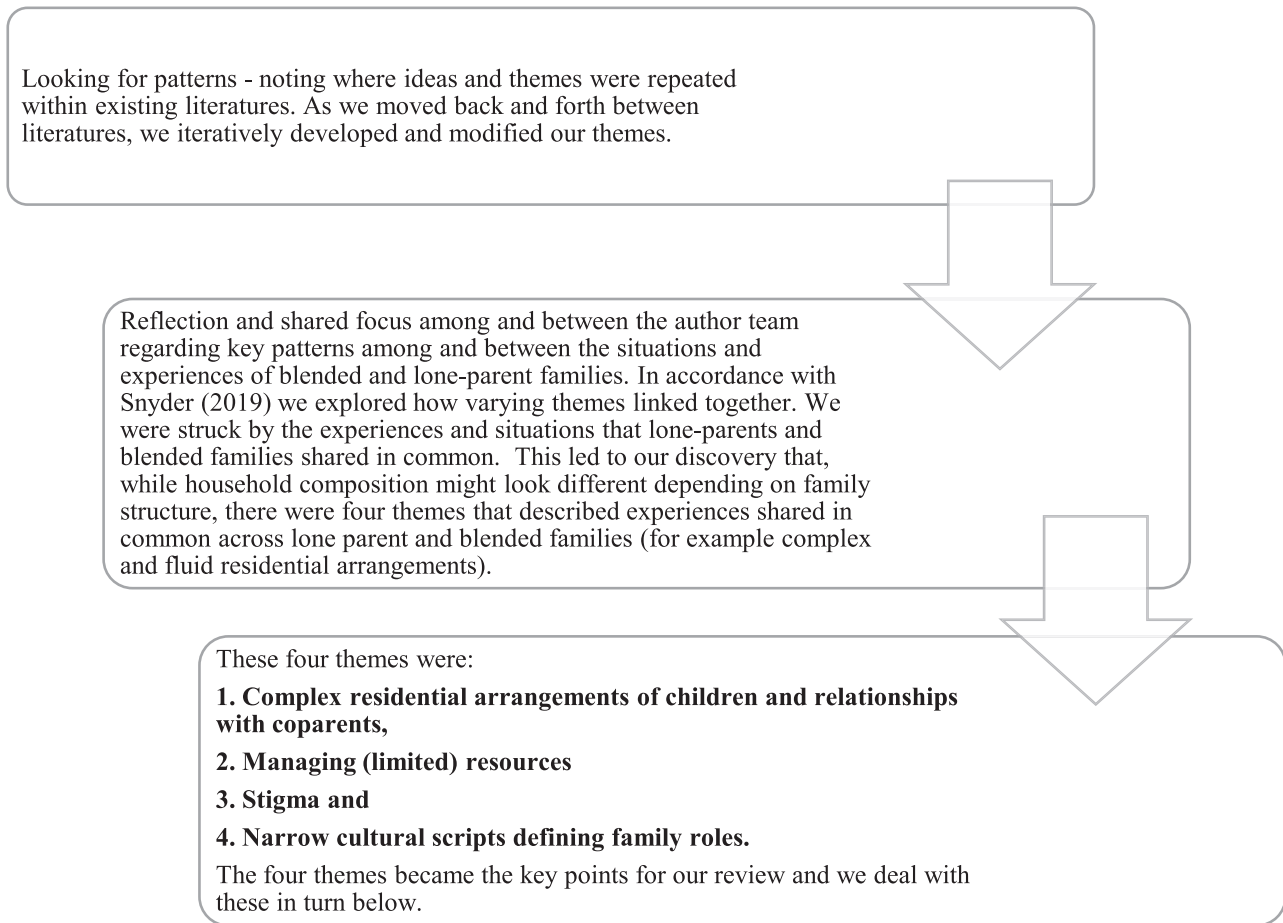 Looking for patterns - noting where ideas and themes were repeated
within existing literatures. As we moved back and forth between
literatures, we iteratively developed and modified our themes.
Reflection and shared focus among and between the author team
regarding key patterns among and between the situations and
experiences of blended and lone-parent families. In accordance with
Snyder (2019) we explored how varying themes linked together. We
were struck by the experiences and situations that lone-parents and
blended families shared in common.  This led to our discovery that,
while household composition might look different depending on family
structure, there were four themes that described experiences shared in
common across lone parent and blended families (for example complex
and fluid residential arrangements).
These four themes were:
1. Complex residential arrangements of children and relationships
with coparents,
2. Managing (limited) resources
3. Stigma and
4. Narrow cultural scripts defining family roles.
The four themes became the key points for our review and we deal with
these in turn below.